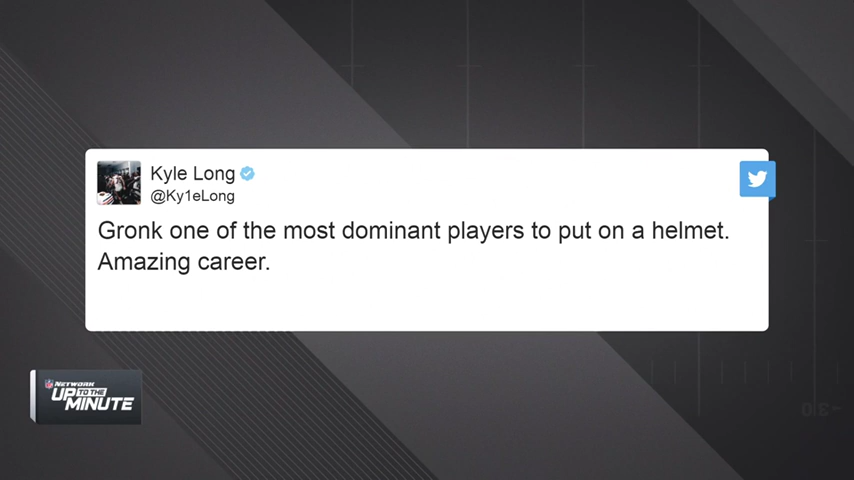 Kyle Long
@Ky1eLong
Gronk one of the most dominant players to put on a helmet.
Amazing career.
NFL NETWORK
UP TO THE
MINUTE